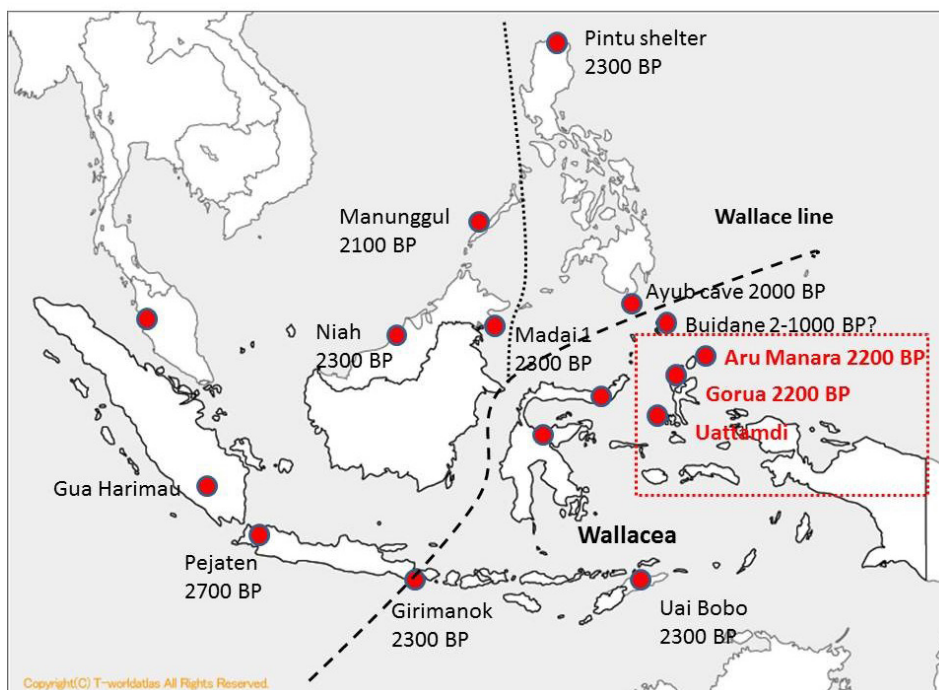 Pintu shelter
2300 BP
Manunggul
2100 BP
Wallace line
Ayub cave 2000 BP
Buidane 2-1000 BP?
Niah
2300 BP
Madai 1
2300 BP
Aru Manara 2200 BP
Gorua 2200 BP
Uattamdi
Gua Harimau
Wallacea
Pejaten
2700 BP
Girimanok
2300 BP
Uai Bobo
2300 BP
Copyright(C) T-worldatlas All Rights Reserved.